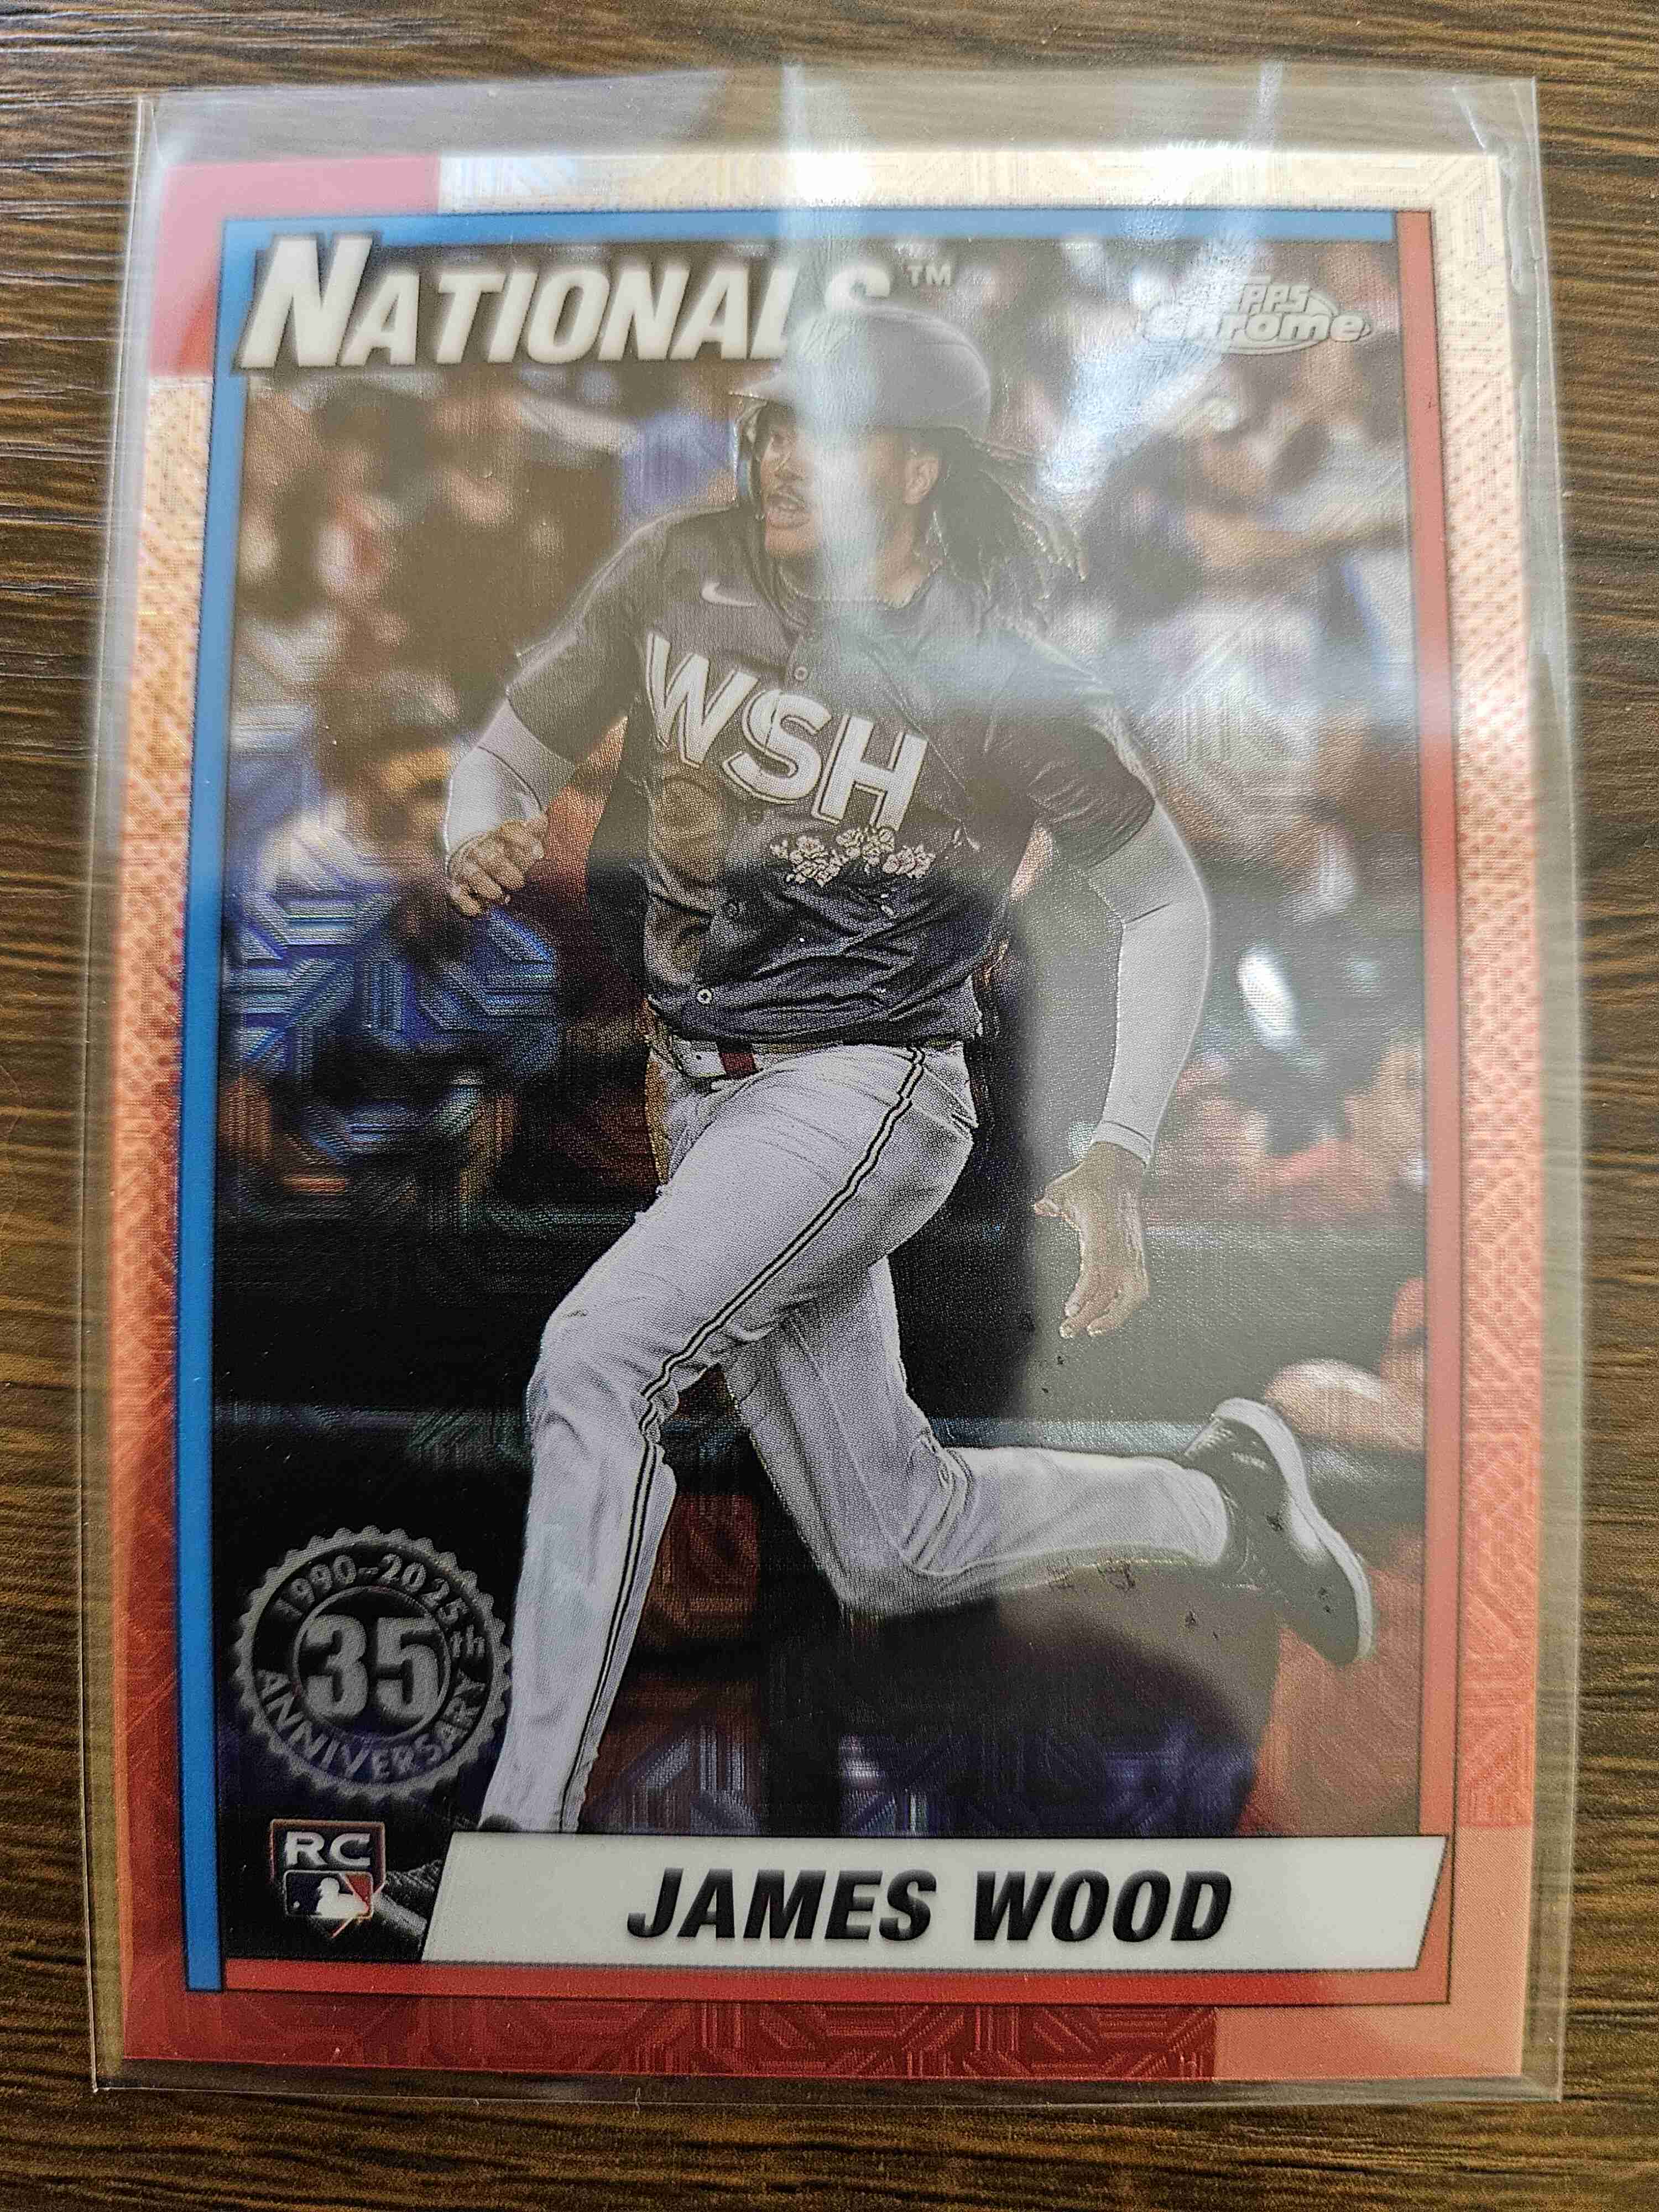 NATIONALS™
TOPPS
Chrome
WSH
1990-2025
35th
ANNIVERSARY
RC
JAMES WOOD